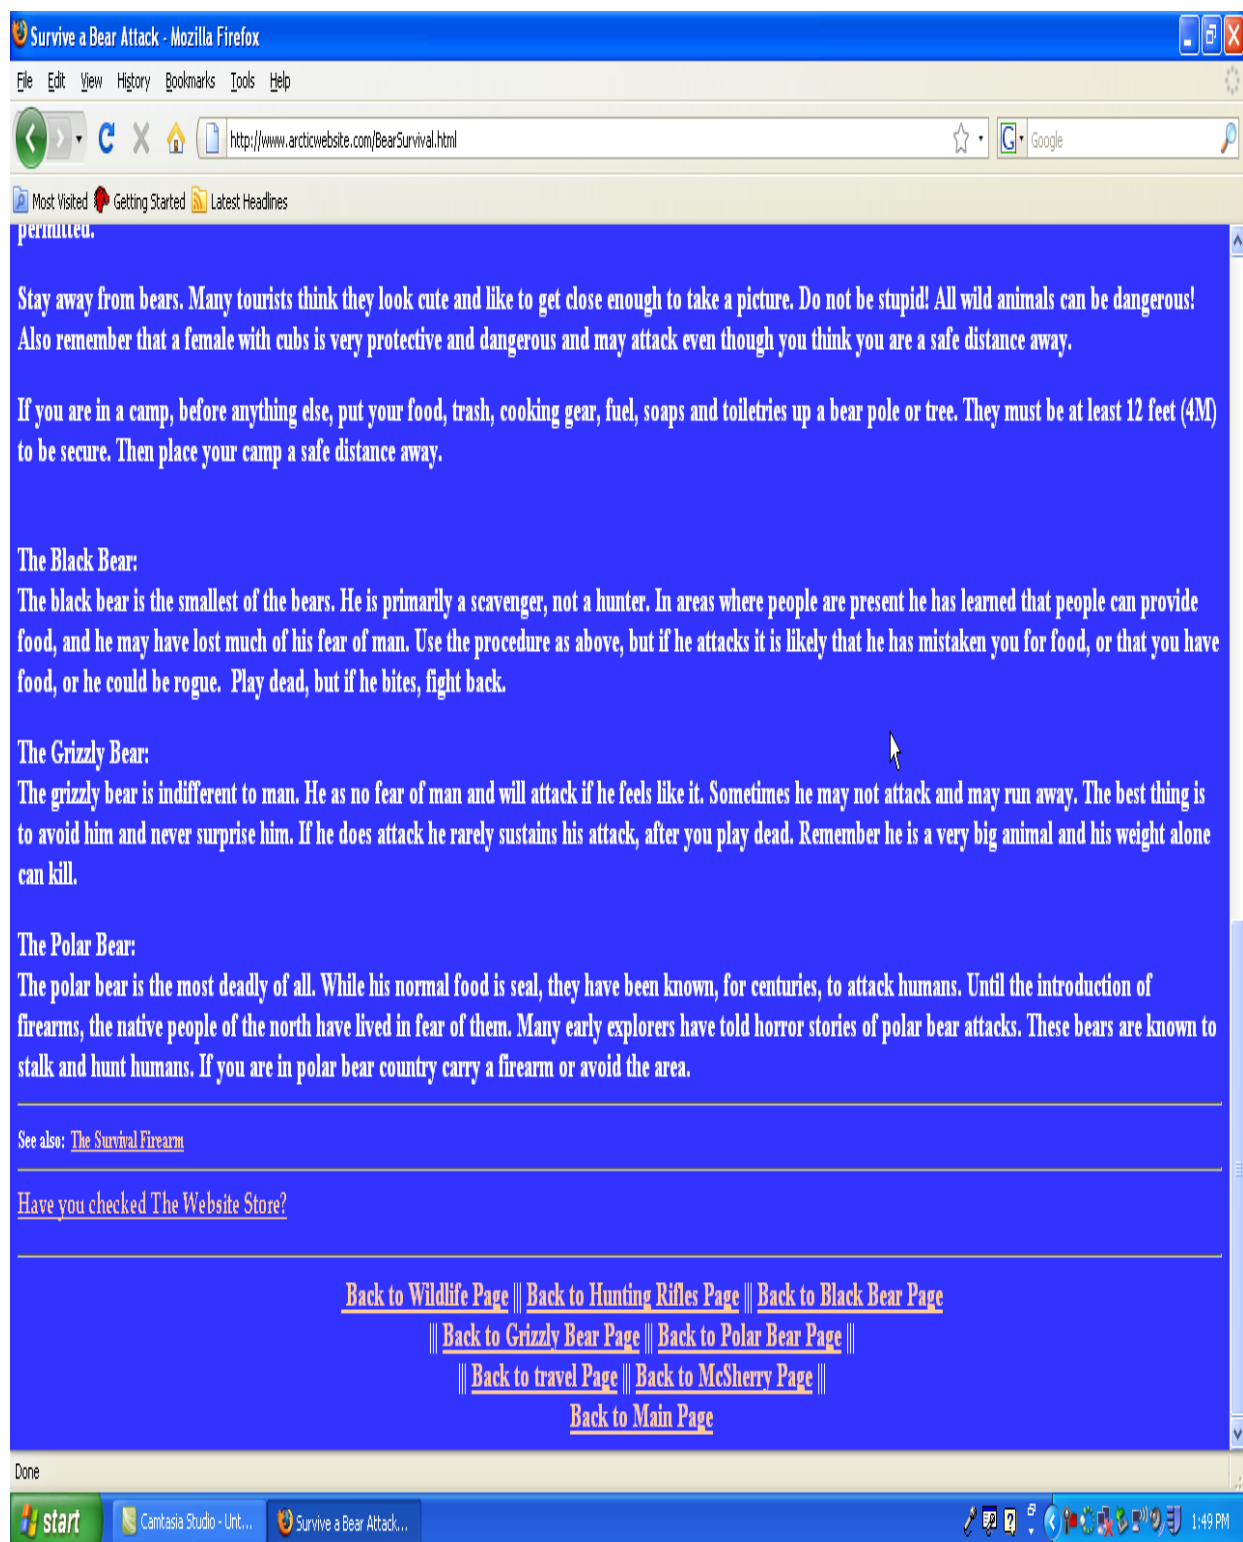 Survive a Bear Attack - Mozilla Firefox
File Edit View History Bookmarks Tools Help
http://www.arcticwebsite.com/BearSurvival.html
Google
Most Visited Getting Started Latest Headlines
permitted.
Stay away from bears. Many tourists think they look cute and like to get close enough to take a picture. Do not be stupid! All wild animals can be dangerous!
Also remember that a female with cubs is very protective and dangerous and may attack even though you think you are a safe distance away.
If you are in a camp, before anything else, put your food, trash, cooking gear, fuel, soaps and toiletries up a bear pole or tree. They must be at least 12 feet (4M)
to be secure. Then place your camp a safe distance away.
The Black Bear:
The black bear is the smallest of the bears. He is primarily a scavenger, not a hunter. In areas where people are present he has learned that people can provide
food, and he may have lost much of his fear of man. Use the procedure as above, but if he attacks it is likely that he has mistaken you for food, or that you have
food, or he could be rogue. Play dead, but if he bites, fight back.
The Grizzly Bear:
The grizzly bear is indifferent to man. He as no fear of man and will attack if he feels like it. Sometimes he may not attack and may run away. The best thing is
to avoid him and never surprise him. If he does attack he rarely sustains his attack, after you play dead. Remember he is a very big animal and his weight alone
can kill.
The Polar Bear:
The polar bear is the most deadly of all. While his normal food is seal, they have been known, for centuries, to attack humans. Until the introduction of
firearms, the native people of the north have lived in fear of them. Many early explorers have told horror stories of polar bear attacks. These bears are known to
stalk and hunt humans. If you are in polar bear country carry a firearm or avoid the area.
See also: The Survival Firearm
Have you checked The Website Store?
Back to Wildlife Page ||| Back to Hunting Rifles Page ||| Back to Black Bear Page
||| Back to Grizzly Bear Page ||| Back to Polar Bear Page |||
||| Back to travel Page ||| Back to McSherry Page |||
Back to Main Page
Done
start Camtasia Studio - Unt... Survive a Bear Attack... 1:49 PM